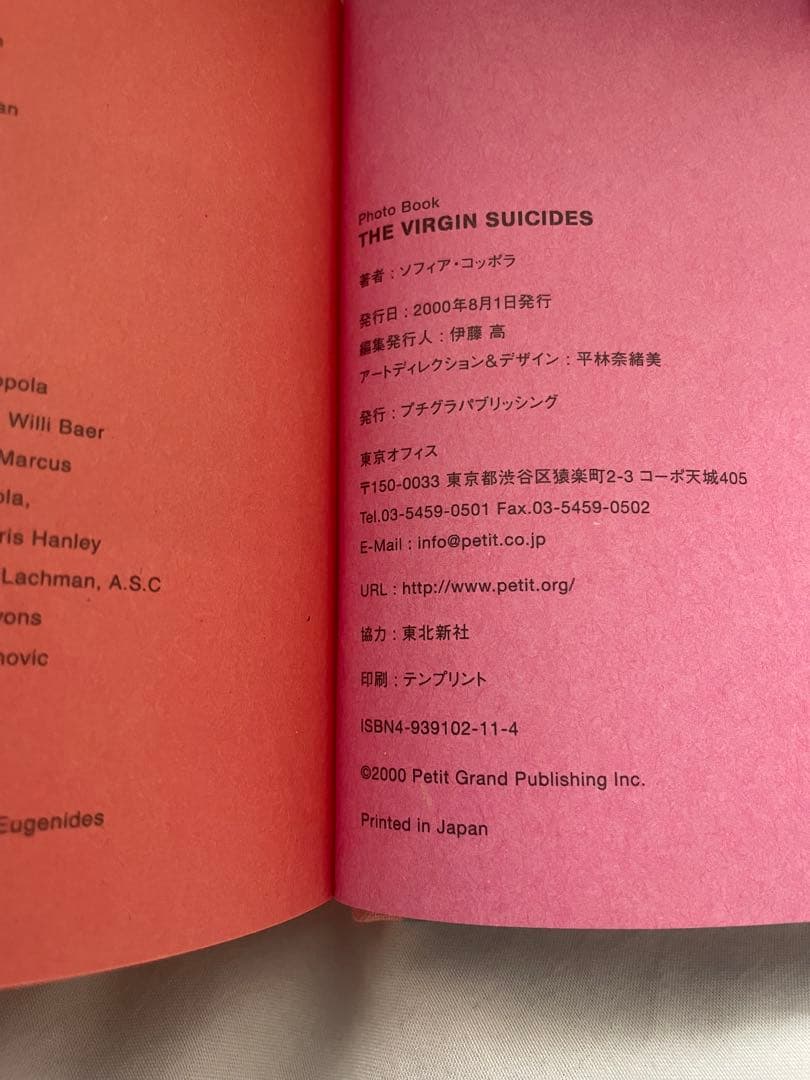 Willi Baer
Marcus
Hanley
Lachman, A.S.C
Eugenides
Photo Book
THE VIRGIN SUICIDES
著者：ソフィア・コッポラ
発行日：2000年8月1日発行
編集発行人：伊藤 高
アートディレクション&デザイン：平林奈緒美
発行：プチグラパブリッシング
東京オフィス
〒150-0033 東京都渋谷区猿楽町2-3 コーポ天城405
Tel.03-5459-0501 Fax.03-5459-0502
E-Mail : info@petit.co.jp
URL : http://www.petit.org/
協力：東北新社
印刷：テンプリント
ISBN4-939102-11-4
©2000 Petit Grand Publishing Inc.
Printed in Japan